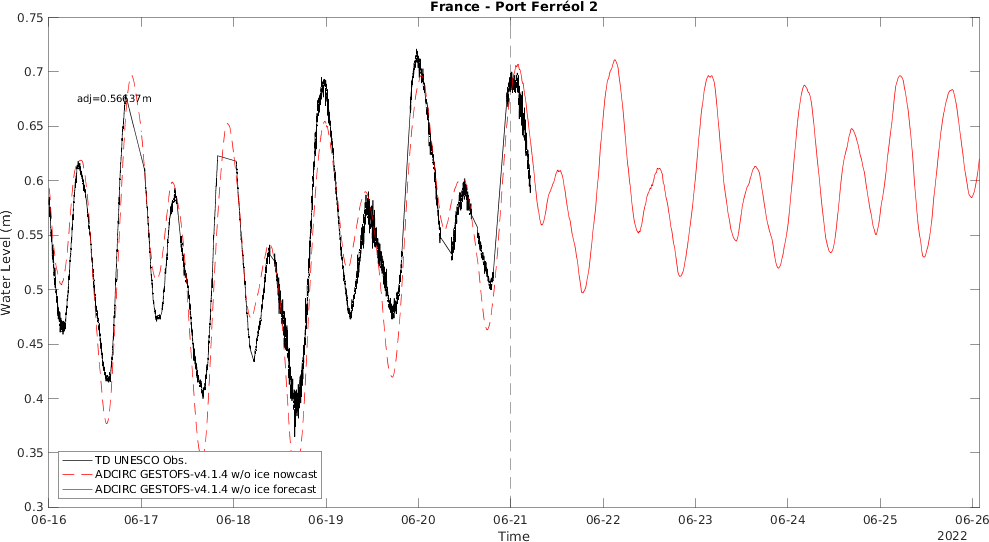 France - Port Ferréol 2
0.75
0.7
0.65
0.6
0.55
0.5
0.45
0.4
0.35
0.3
Water Level (m)
adj=0.56637m
TD UNESCO Obs.
ADCIRC GESTOFS-v4.1.4 w/o ice nowcast
ADCIRC GESTOFS-v4.1.4 w/o ice forecast
06-16 06-17 06-18 06-19 06-20 06-21 06-22 06-23 06-24 06-25 06-26
Time
2022